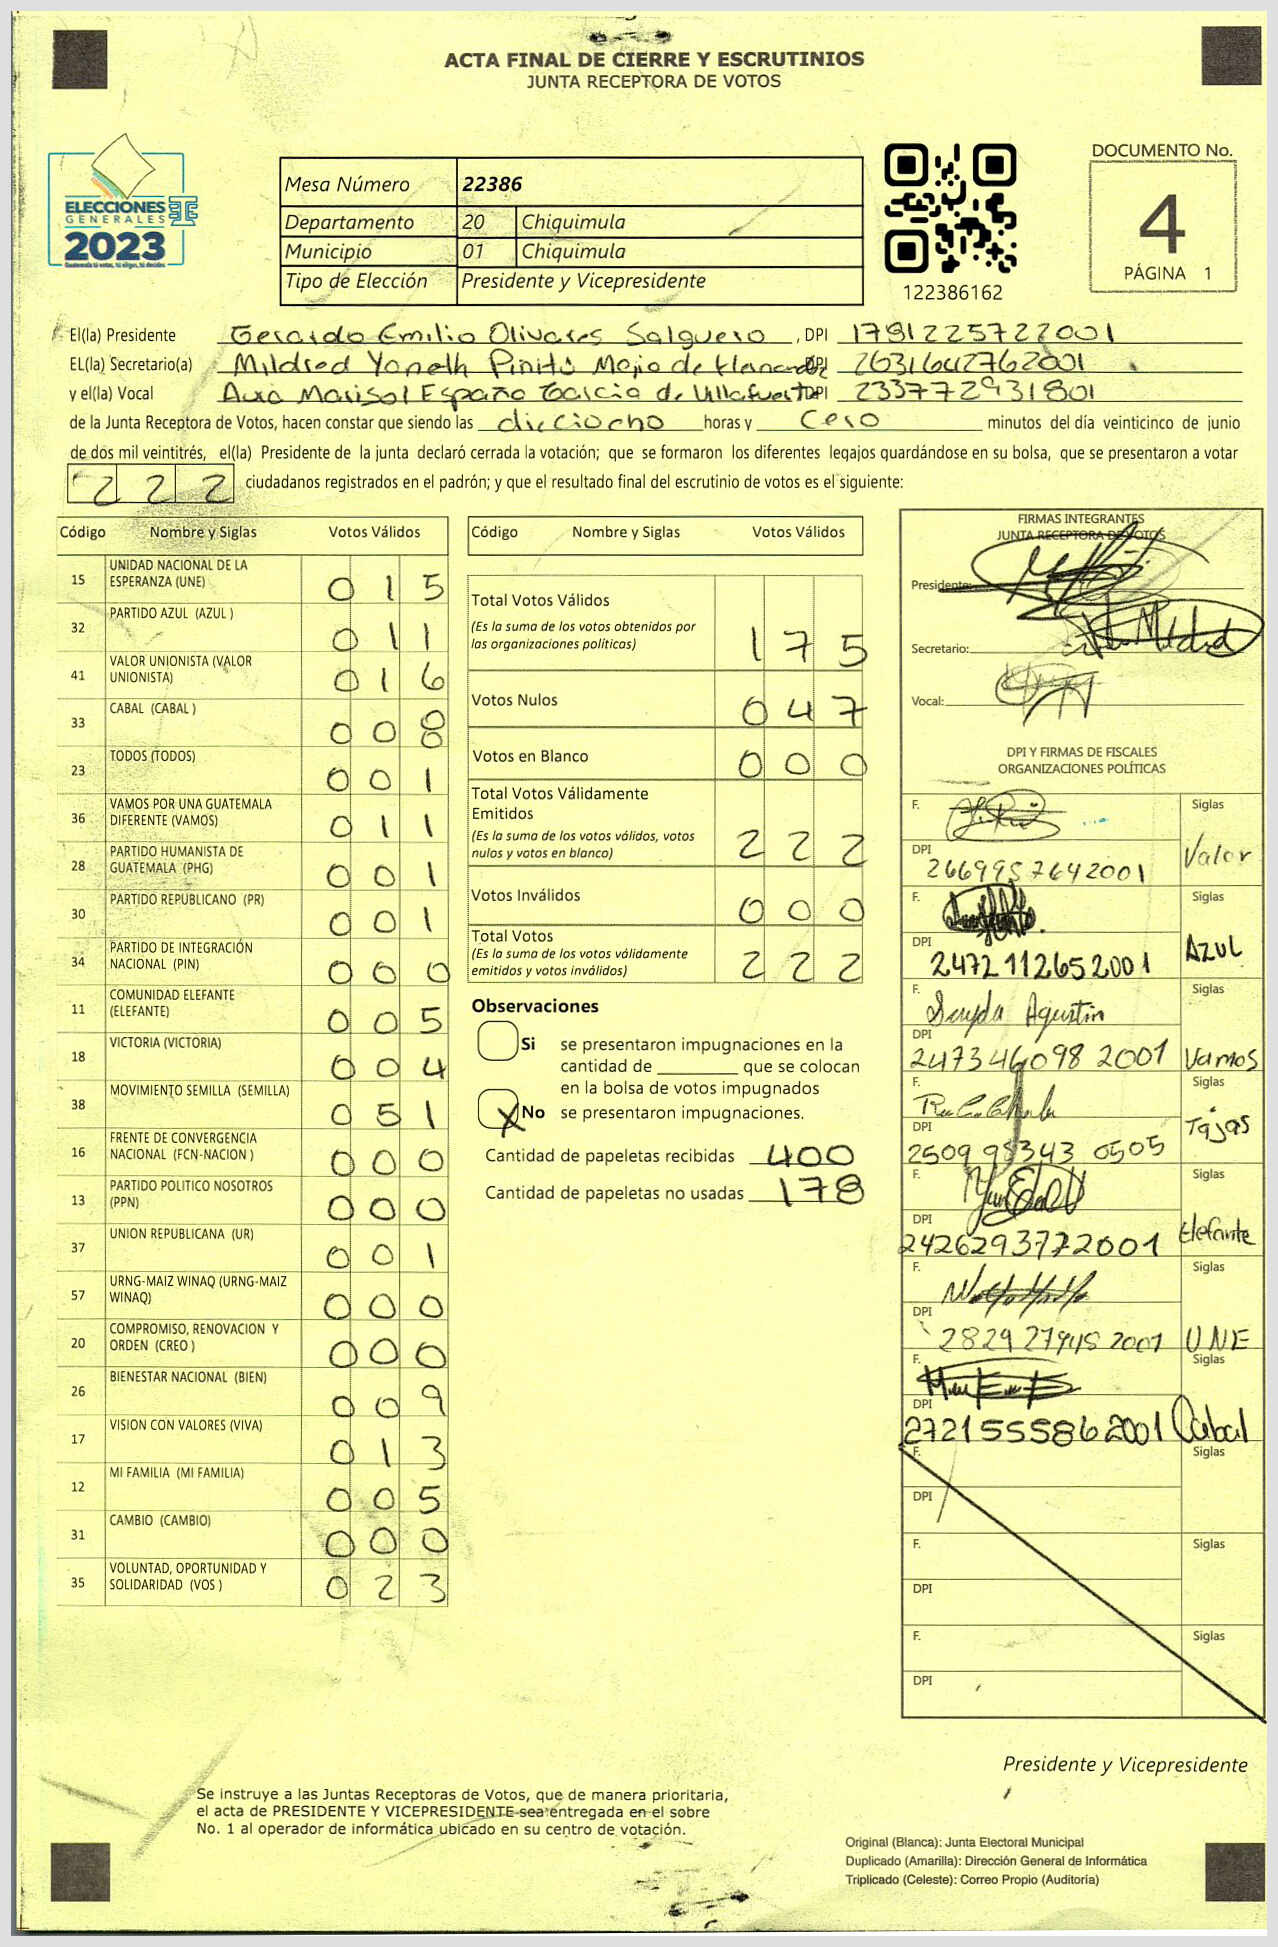 ACTA FINAL DE CIERRE Y ESCRUTINIOS
JUNTA RECEPTORA DE VOTOS
ELECCIONES
GENERALES
2023
Guatemala tú votas, tú eliges, tú decides
Mesa Número 22386
Departamento 20 Chiquimula
Municipio 01 Chiquimula
Tipo de Elección Presidente y Vicepresidente
122386162
DOCUMENTO No.
4
PÁGINA 1
El(la) Presidente Gerardo Emilio Olivares Salguero , DPI 1791225722001
EL(la) Secretario(a) Mildred Yaneth DPI 2631642762001
y el(la) Vocal Aura Marisol España García de Villafuerte DPI 233772931801
de la Junta Receptora de Votos, hacen constar que siendo las dieciocho horas y Cero minutos del día veinticinco de junio
de dos mil veintitrés, el(la) Presidente de la junta declaró cerrada la votación; que se formaron los diferentes legajos quardándose en su bolsa, que se presentaron a votar
2 2 2 ciudadanos registrados en el padrón; y que el resultado final del escrutinio de votos es el siguiente:
Código Nombre y Siglas Votos Válidos
15 UNIDAD NACIONAL DE LA ESPERANZA (UNE) 0 1 5
32 PARTIDO AZUL (AZUL ) 0 1 1
41 VALOR UNIONISTA (VALOR UNIONISTA) 0 1 6
33 CABAL (CABAL ) 0 0 8
23 TODOS (TODOS) 0 0 1
36 VAMOS POR UNA GUATEMALA DIFERENTE (VAMOS) 0 1 1
28 PARTIDO HUMANISTA DE GUATEMALA (PHG) 0 0 1
30 PARTIDO REPUBLICANO (PR) 0 0 1
34 PARTIDO DE INTEGRACIÓN NACIONAL (PIN) 0 0 0
11 COMUNIDAD ELEFANTE (ELEFANTE) 0 0 5
18 VICTORIA (VICTORIA) 0 0 4
38 MOVIMIENTO SEMILLA (SEMILLA) 0 5 1
16 FRENTE DE CONVERGENCIA NACIONAL (FCN-NACION ) 0 0 0
13 PARTIDO POLITICO NOSOTROS (PPN) 0 0 0
37 UNION REPUBLICANA (UR) 0 0 1
57 URNG-MAIZ WINAQ (URNG-MAIZ WINAQ) 0 0 0
20 COMPROMISO, RENOVACION Y ORDEN (CREO ) 0 0 0
26 BIENESTAR NACIONAL (BIEN) 0 0 9
17 VISION CON VALORES (VIVA) 0 1 3
12 MI FAMILIA (MI FAMILIA) 0 0 5
31 CAMBIO (CAMBIO) 0 0 0
35 VOLUNTAD, OPORTUNIDAD Y SOLIDARIDAD (VOS ) 0 2 3
Código Nombre y Siglas Votos Válidos
Total Votos Válidos 1 7 5
(Es la suma de los votos obtenidos por
las organizaciones politicas)
Votos Nulos 0 4 7
Votos en Blanco 0 0 0
Total Votos Válidamente
Emitidos
(Es la suma de los votos válidos, votos
nulos y votos en blanco) 2 2 2
Votos Inválidos 0 0 0
Total Votos
(Es la suma de los votos válidamente
emitidos y votos inválidos) 2 2 2
Observaciones
Si se presentaron impugnaciones en la
cantidad de ________ que se colocan
en la bolsa de votos impugnados
X No se presentaron impugnaciones.
Cantidad de papeletas recibidas 400
Cantidad de papeletas no usadas 178
FIRMAS INTEGRANTES
JUNTA RECEPTORA DE VOTOS
Presidente:
Secretario:
Vocal:
DPI Y FIRMAS DE FISCALES
ORGANIZACIONES POLÍTICAS
F. Siglas
DPI 2669957642001 Valor
F. Siglas
DPI 2472112652001 AZUL
F. Agustin Siglas
DPI 2473460982001 Vamos
F. Siglas
DPI 2509 98343 0505
F. Siglas
DPI 2426293772001 Elefante
F. Siglas
DPI 2829279452001 UNE
F. Siglas
DPI 2721555862001 Cabal
F. Siglas
DPI
F. Siglas
DPI
F. Siglas
DPI
Presidente y Vicepresidente
Se instruye a las Juntas Receptoras de Votos, que de manera prioritaria,
el acta de PRESIDENTE Y VICEPRESIDENTE sea entregada en el sobre
No. 1 al operador de informática ubicado en su centro de votación.
Original (Blanca): Junta Electoral Municipal
Duplicado (Amarilla): Dirección General de Informática
Triplicado (Celeste): Correo Propio (Auditoría)